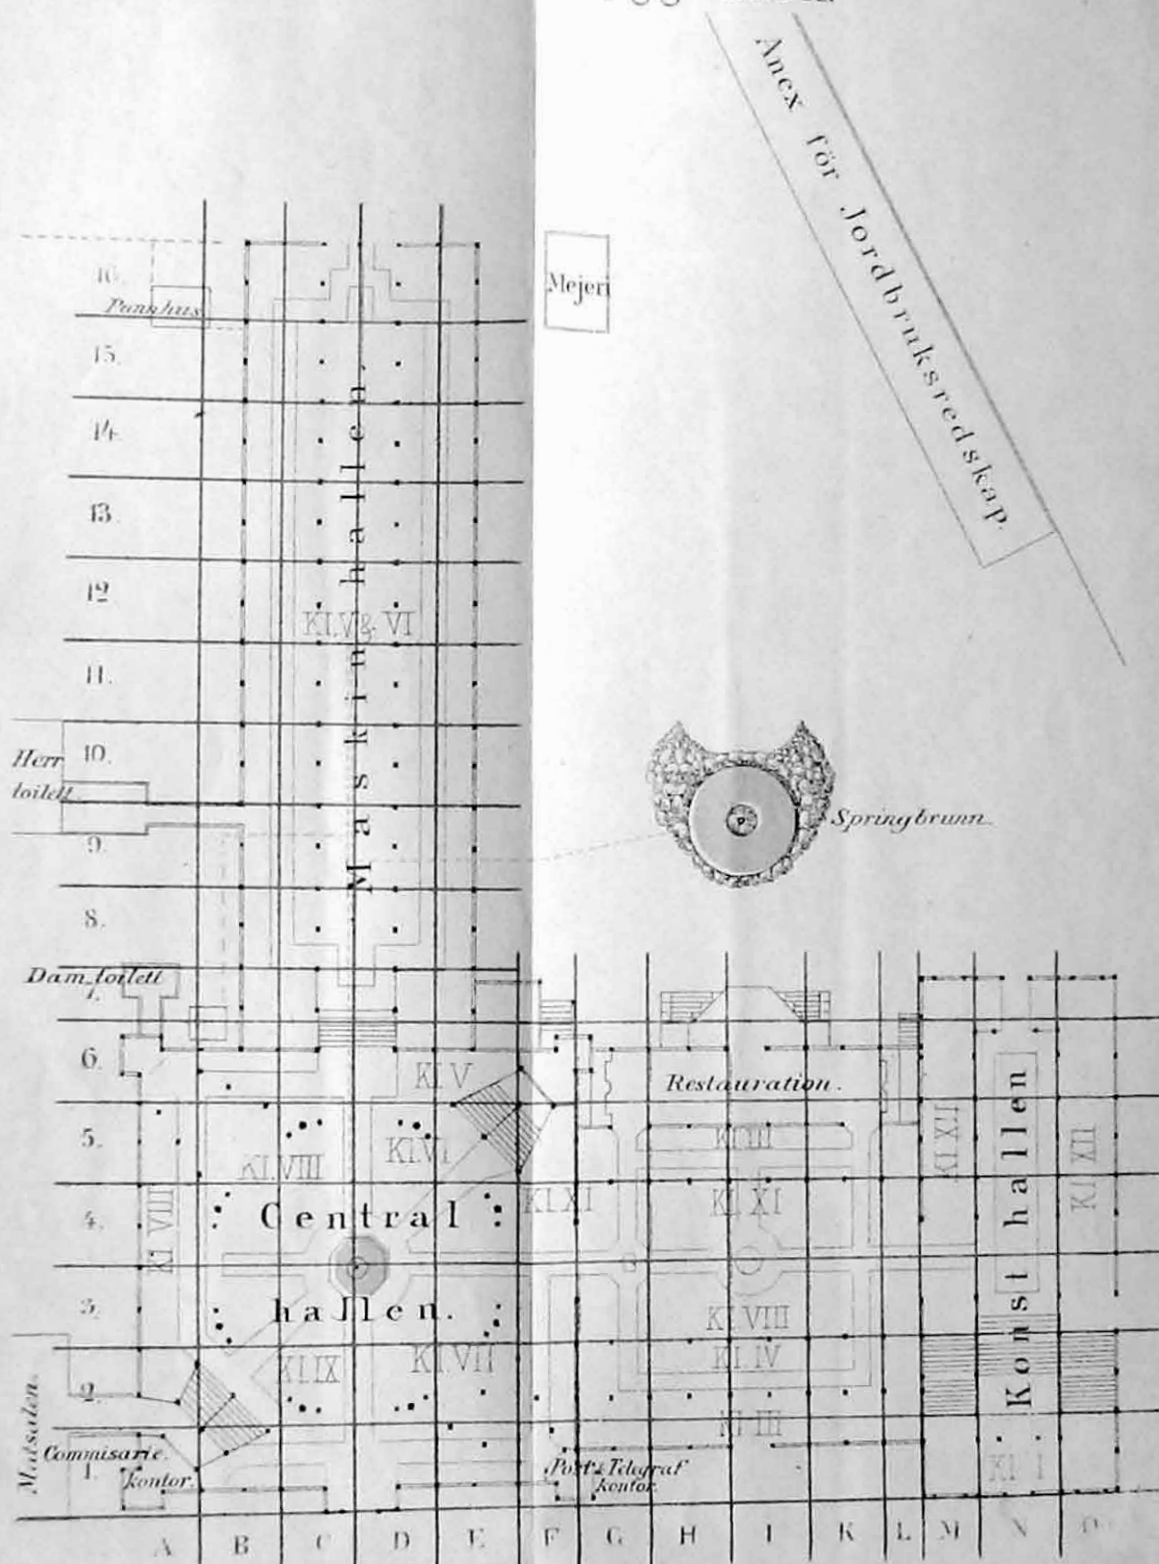 Anex för Jordbruksredskap.
Mejeri
16.
Pannhus
15.
14.
13.
12.
11.
10.
9.
8.
7.
6.
5.
4.
3.
2.
1.
Maskinhallen.
Kl.V & VI
Herr
toilett.
Springbrunn.
Dam toilett
Kl V
Restauration.
Kl.VI
Kl.VIII
Kl VIII
Central
hallen.
Kl XI
Kl XI
Kl XII
Kl XII
Konsthallen
Kl.VIII
Kl IV
Kl III
Kl.IX
Kl.VII
Kl I
Matsalen.
Commisarie.
kontor.
Post & Telegraf
kontor.
A B C D E F G H I K L M N O